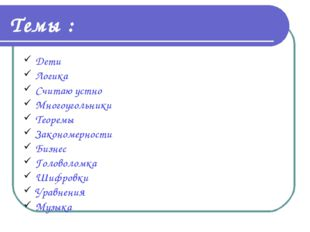 Темы :
✓ Дети
✓ Логика
✓ Считаю устно
✓ Многоугольники
✓ Теоремы
✓ Закономерности
✓ Бизнес
✓ Головоломка
✓ Шифровки
✓ Уравнения
✓ Музыка